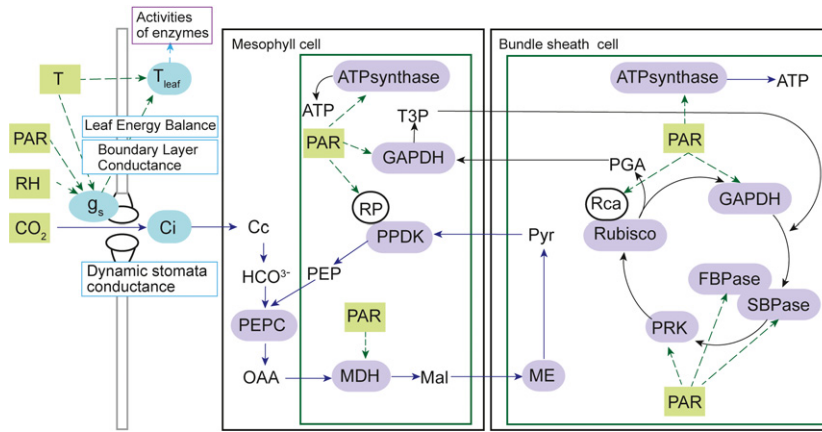 Activities
of enzymes
T
T leaf
Leaf Energy Balance
Boundary Layer
Conductance
PAR
RH
gs
CO2
Ci
Dynamic stomata
conductance
Mesophyll cell
ATPsynthase
ATP
T3P
PAR
GAPDH
RP
PPDK
Cc
HCO3-
PEP
PEPC
PAR
OAA
MDH
Mal
Bundle sheath cell
ATPsynthase
ATP
PAR
PGA
Rca
Rubisco
GAPDH
Pyr
FBPase
SBPase
PRK
ME
PAR